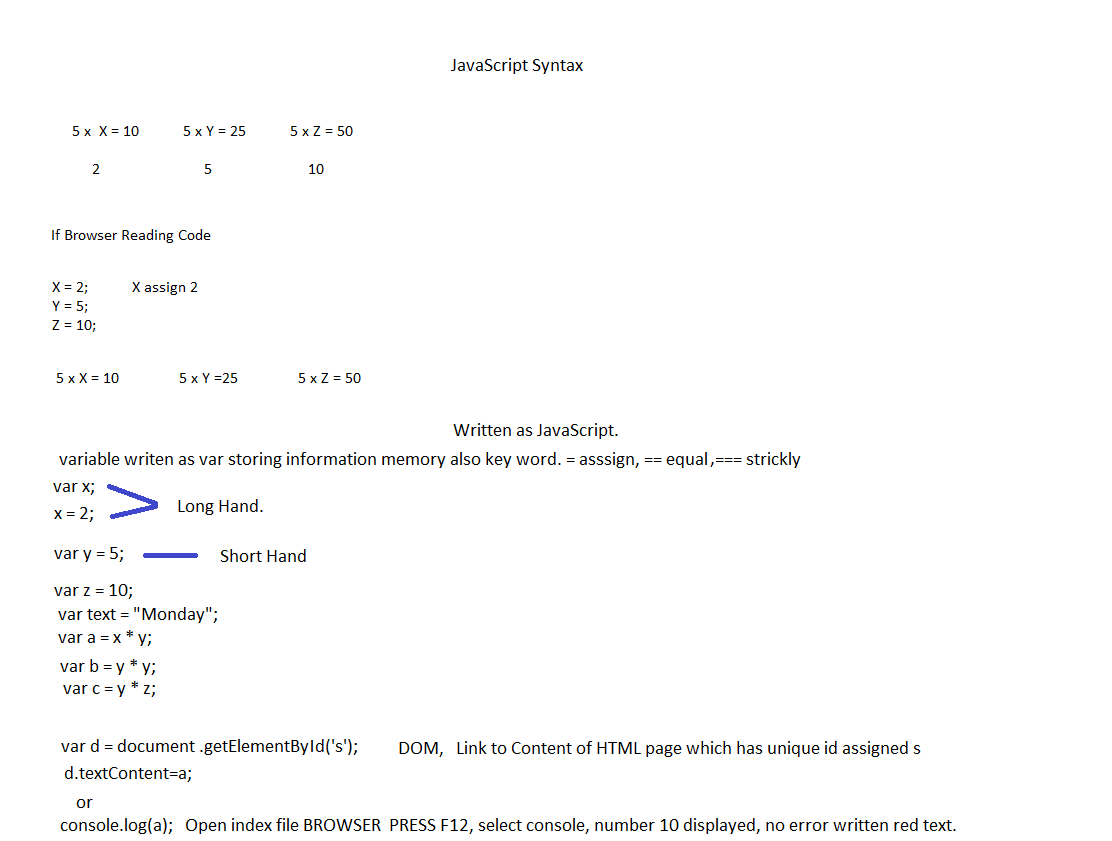 JavaScript Syntax
5 x  X = 10 5 x Y = 25 5 x Z = 50
2 5 10
If Browser Reading Code
X = 2; X assign 2
Y = 5;
Z = 10;
5 x X = 10 5 x Y =25 5 x Z = 50
Written as JavaScript.
variable writen as var storing information memory also key word. = asssign, == equal,=== strickly
var x;
Long Hand.
x = 2;
var y = 5; Short Hand
var z = 10;
var text = "Monday";
var a = x * y;
var b = y * y;
var c = y * z;
var d = document .getElementById('s'); DOM, Link to Content of HTML page which has unique id assigned s
d.textContent=a;
or
console.log(a); Open index file BROWSER PRESS F12, select console, number 10 displayed, no error written red text.